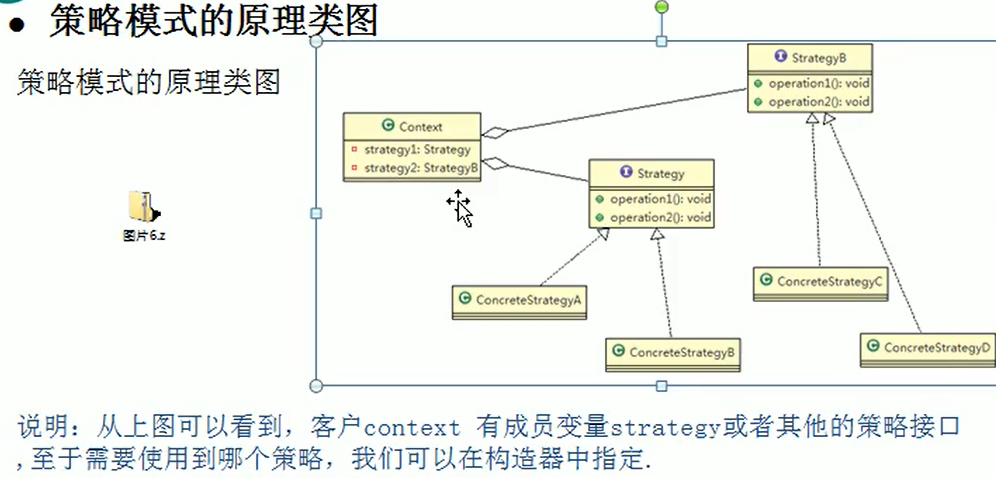 ● 策略模式的原理类图
策略模式的原理类图
StrategyB
operation1(): void
operation2(): void
Context
strategy1: Strategy
strategy2: StrategyB
Strategy
operation1(): void
operation2(): void
图片6.z
ConcreteStrategyC
ConcreteStrategyA
ConcreteStrategyB
ConcreteStrategyD
说明：从上图可以看到，客户context 有成员变量strategy或者其他的策略接口
,至于需要使用到哪个策略，我们可以在构造器中指定.